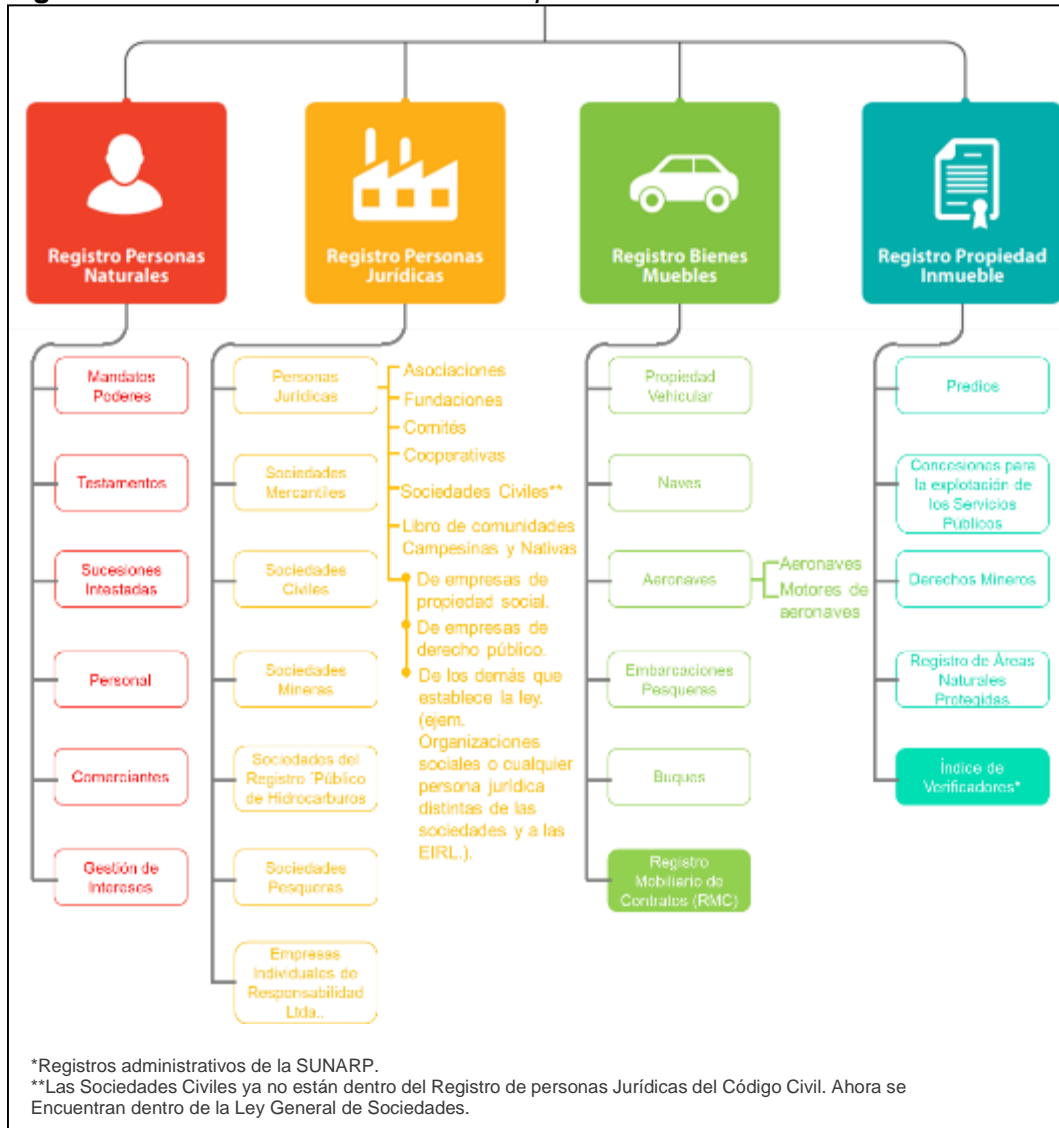 Registro Personas
Naturales
Registro Personas
Jurídicas
Registro Bienes
Muebles
Registro Propiedad
Inmueble
Mandatos
Poderes
Testamentos
Sucesiones
Intestadas
Personal
Comerciantes
Gestión de
Intereses
Personas
Jurídicas
Sociedades
Mercantiles
Sociedades
Civiles
Sociedades
Mineras
Sociedades del
Registro ´Público
de Hidrocarburos
Sociedades
Pesqueras
Empresas
Individuales de
Responsabilidad
Ltda..
Asociaciones
Fundaciones
Comités
Cooperativas
Sociedades Civiles**
Libro de comunidades
Campesinas y Nativas
De empresas de
propiedad social.
De empresas de
derecho público.
De los demás que
establece la ley.
(ejem.
Organizaciones
sociales o cualquier
persona jurídica
distintas de las
sociedades y a las
EIRL.).
Propiedad
Vehicular
Naves
Aeronaves
Aeronaves
Motores de
aeronaves
Embarcaciones
Pesqueras
Buques
Registro
Mobiliario de
Contratos (RMC)
Predios
Concesiones para
la explotación de
los Servicios
Públicos
Derechos Mineros
Registro de Áreas
Naturales
Protegidas
Índice de
Verificadores*
*Registros administrativos de la SUNARP.
**Las Sociedades Civiles ya no están dentro del Registro de personas Jurídicas del Código Civil. Ahora se
Encuentran dentro de la Ley General de Sociedades.